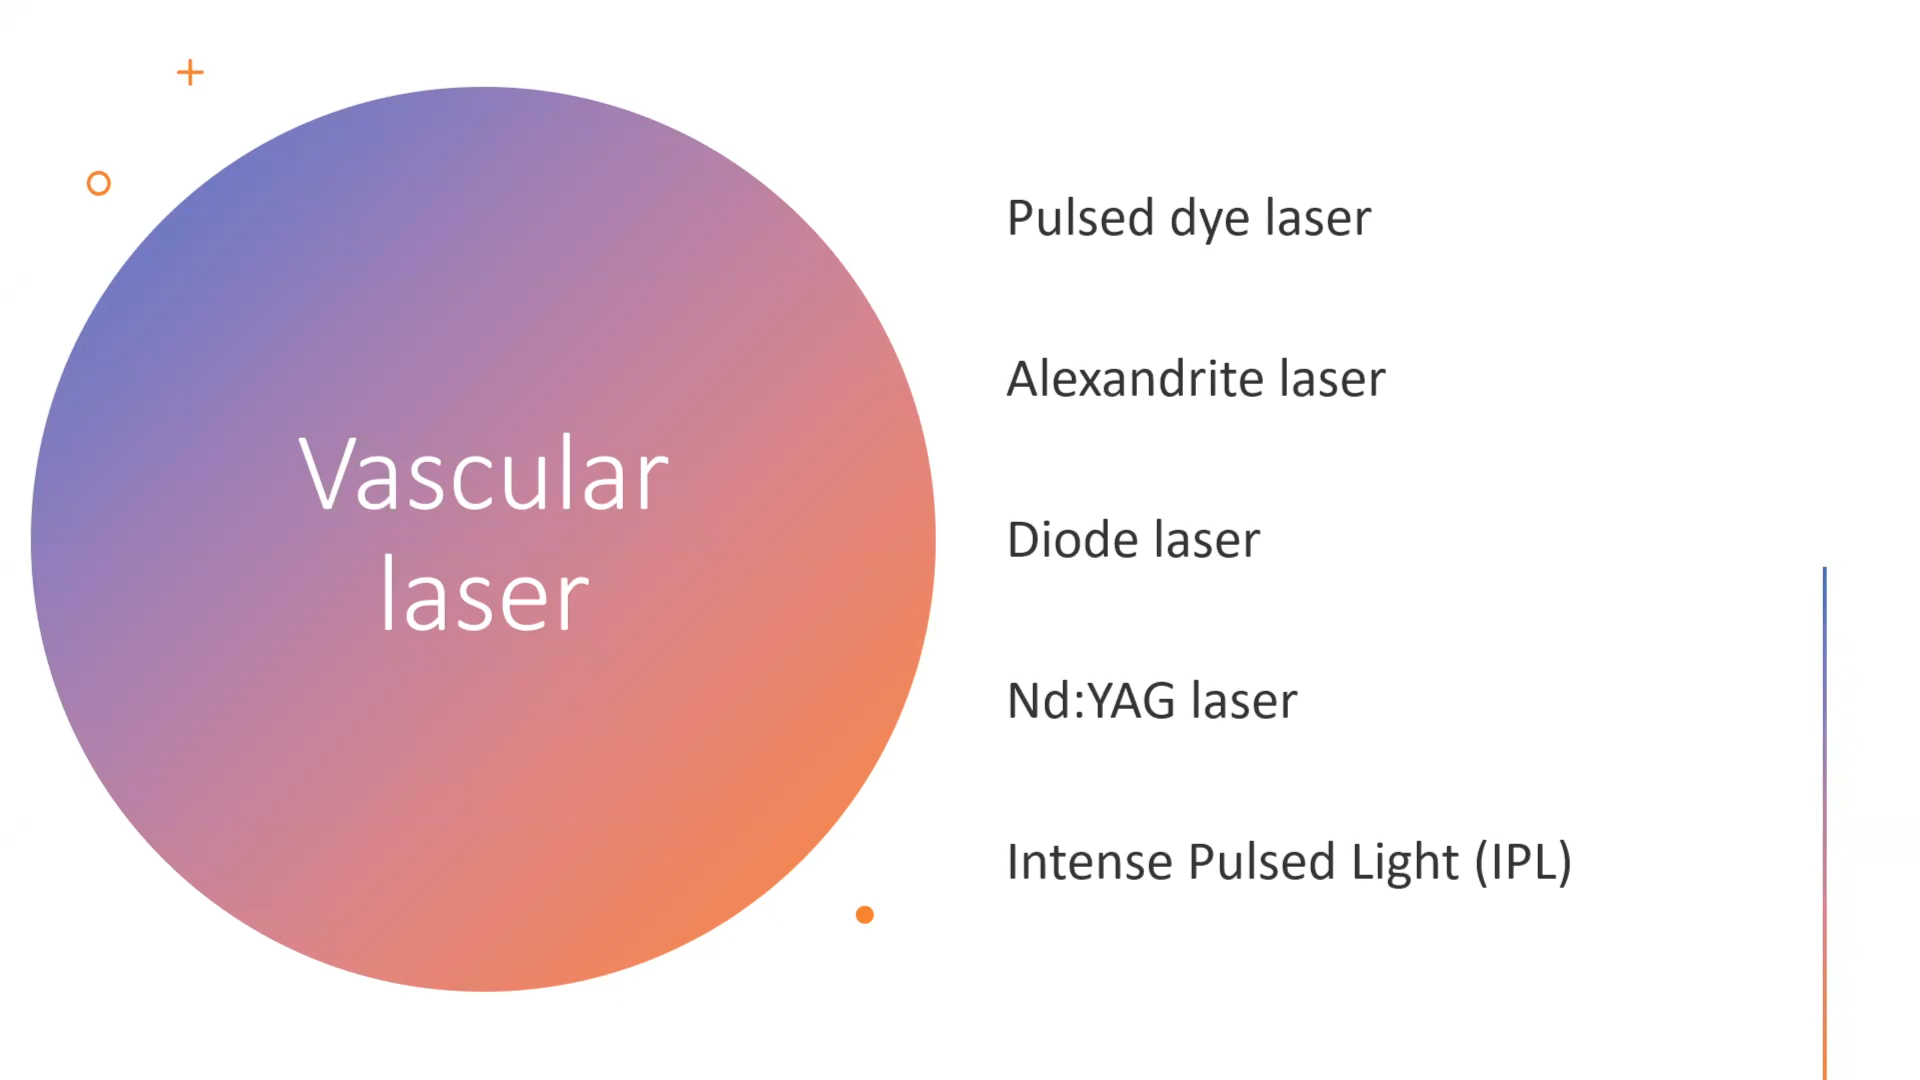 Vascular
laser
Pulsed dye laser
Alexandrite laser
Diode laser
Nd:YAG laser
Intense Pulsed Light (IPL)